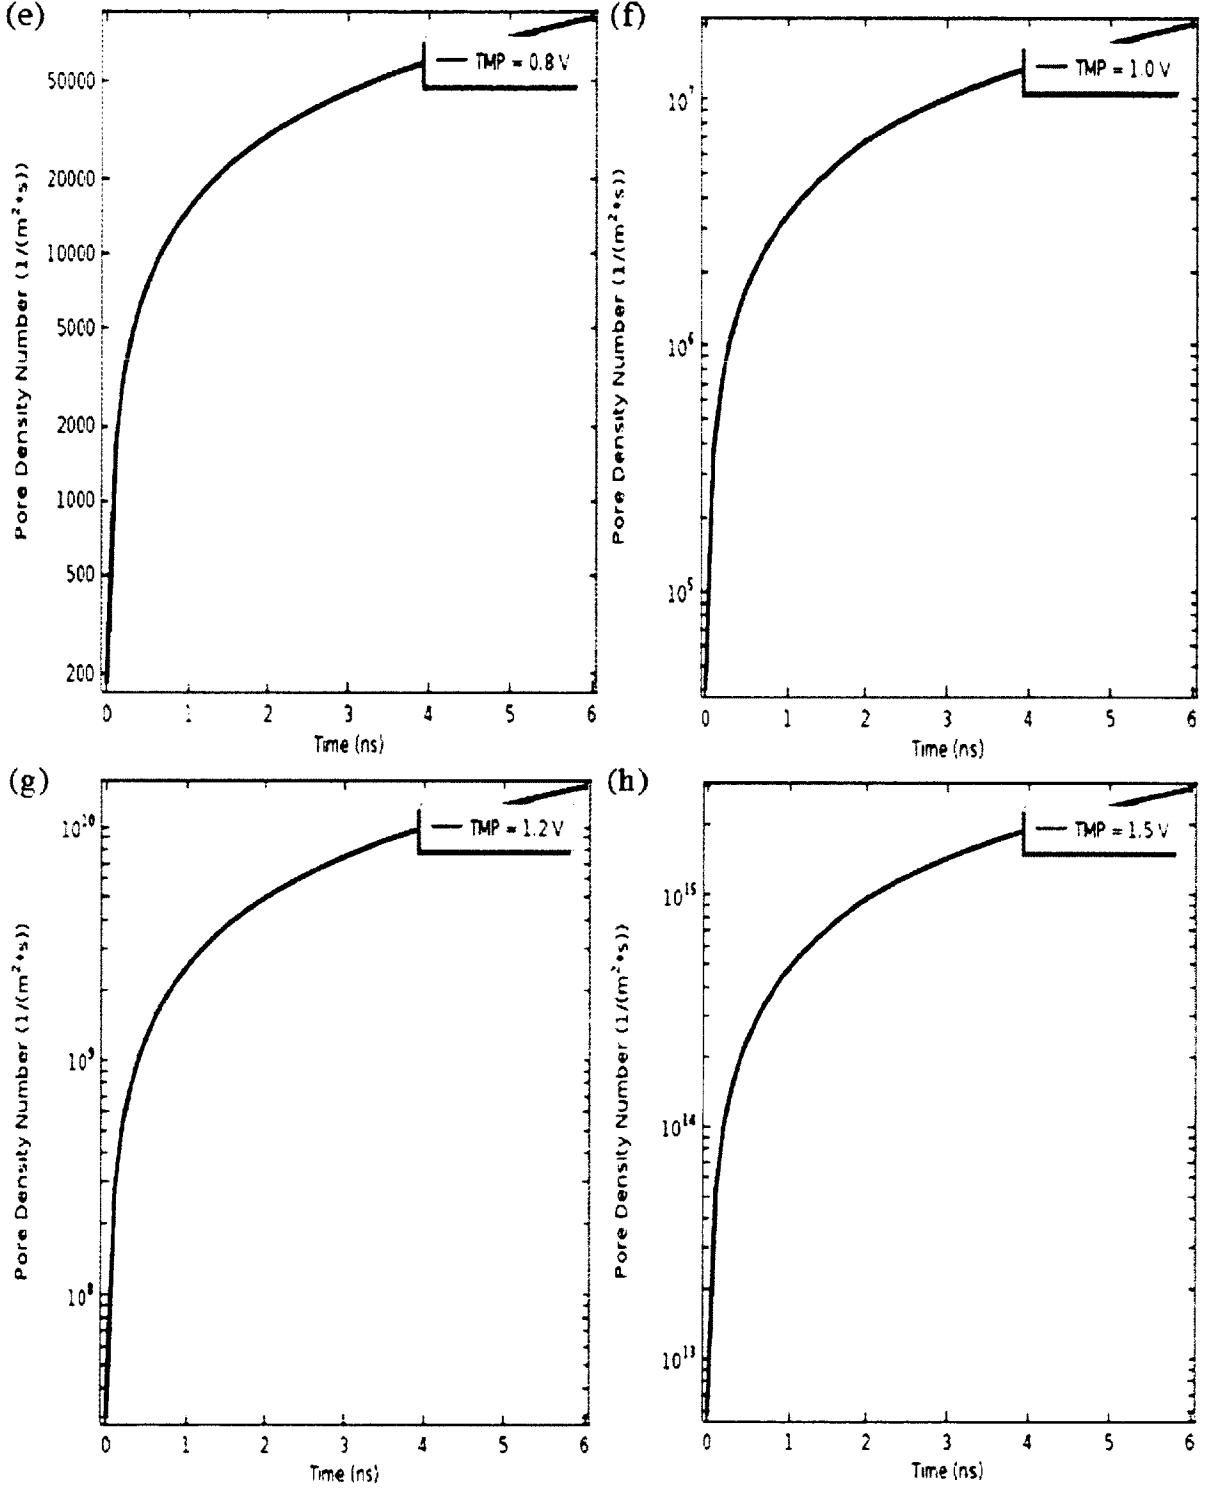 (e)
TMP = 0.8 V
50000
20000
10000
5000
2000
1000
500
200
Pore Density Number (1/(m²*s))
0 1 2 3 4 5 6
Time (ns)
(f)
TMP = 1.0 V
10⁷
10⁶
10⁵
Pore Density Number (1/(m²*s))
0 1 2 3 4 5 6
Time (ns)
(g)
TMP = 1.2 V
10¹⁰
10⁹
10⁸
Pore Density Number (1/(m²*s))
0 1 2 3 4 5 6
Time (ns)
(h)
TMP = 1.5 V
10¹⁵
10¹⁴
10¹³
Pore Density Number (1/(m²*s))
0 1 2 3 4 5 6
Time (ns)